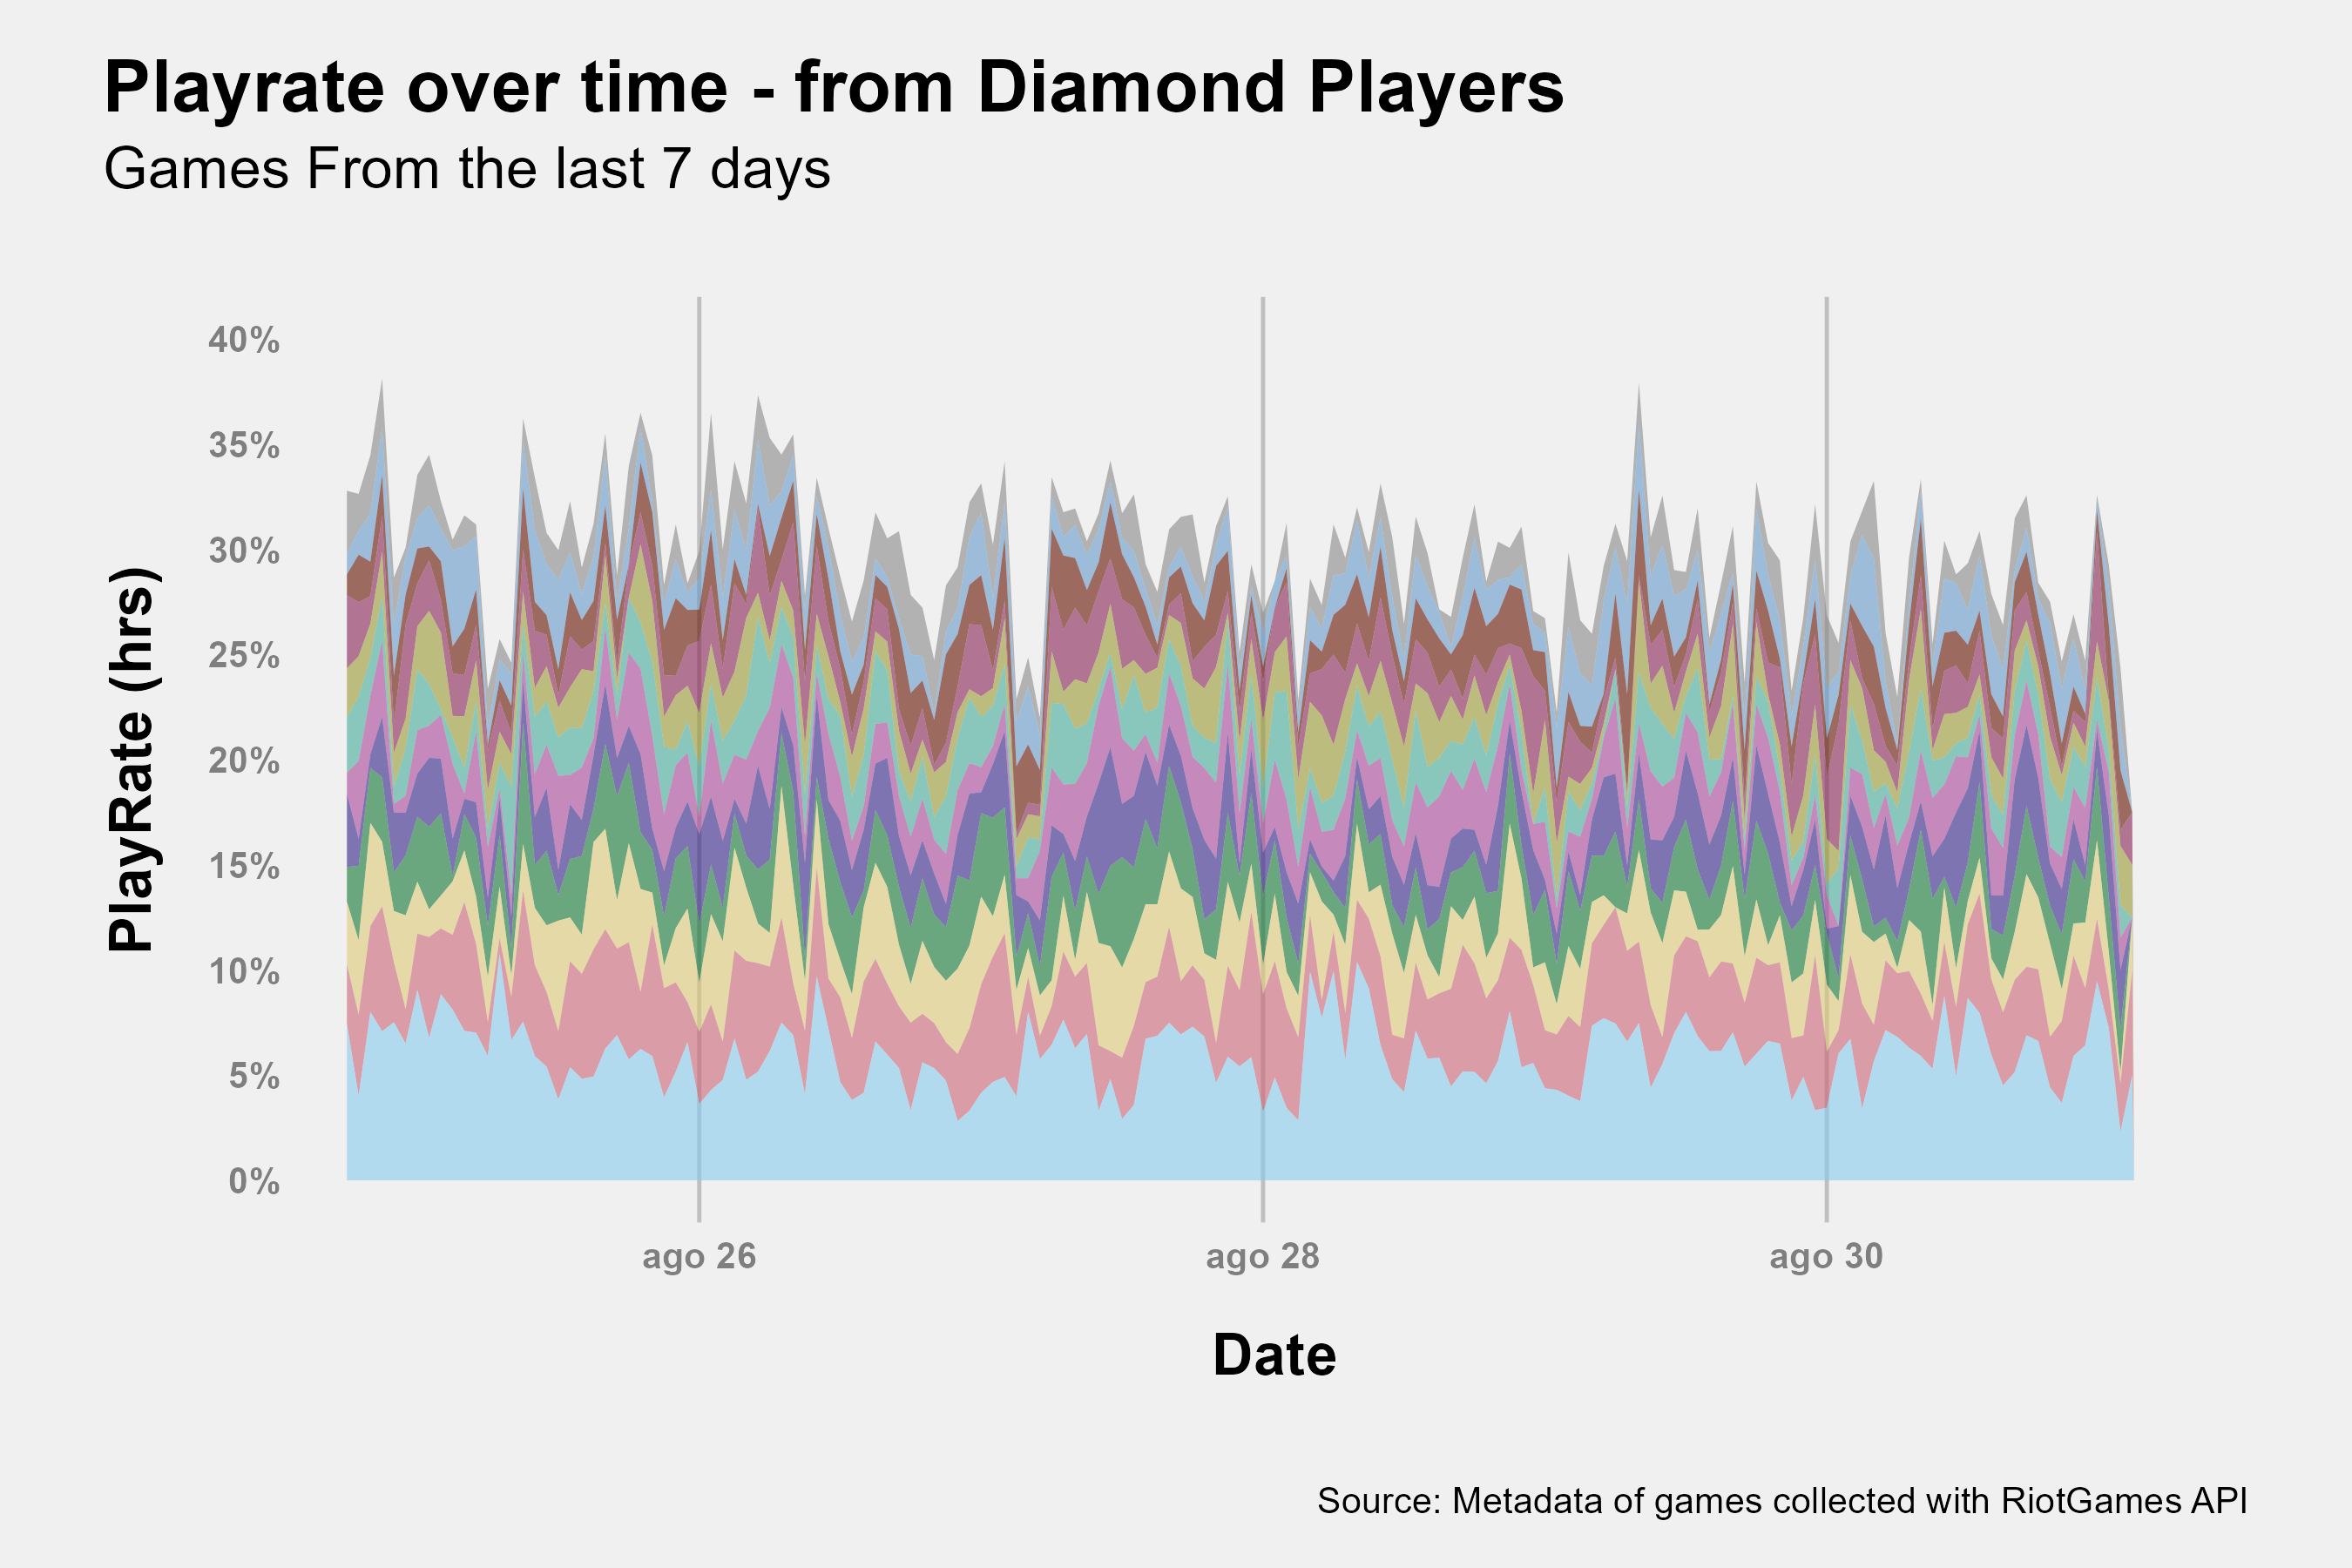 Playrate over time - from Diamond Players
Games From the last 7 days
PlayRate (hrs)
40%
35%
30%
25%
20%
15%
10%
5%
0%
ago 26
ago 28
ago 30
Date
Source: Metadata of games collected with RiotGames API